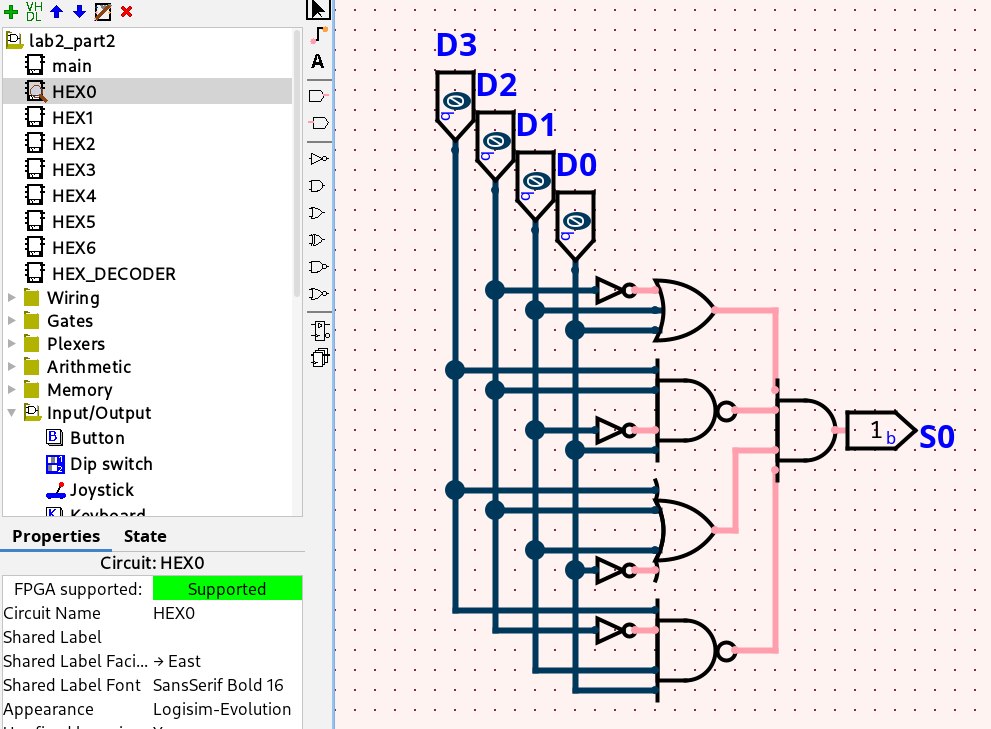 VH
DL
lab2_part2
main
HEX0
HEX1
HEX2
HEX3
HEX4
HEX5
HEX6
HEX_DECODER
Wiring
Gates
Plexers
Arithmetic
Memory
Input/Output
Button
Dip switch
Joystick
Keyboard
Properties State
Circuit: HEX0
FPGA supported: Supported
Circuit Name HEX0
Shared Label
Shared Label Faci... → East
Shared Label Font SansSerif Bold 16
Appearance Logisim-Evolution
A
D3
D2
D1
D0
0
b
0
b
0
b
0
b
1 b
S0